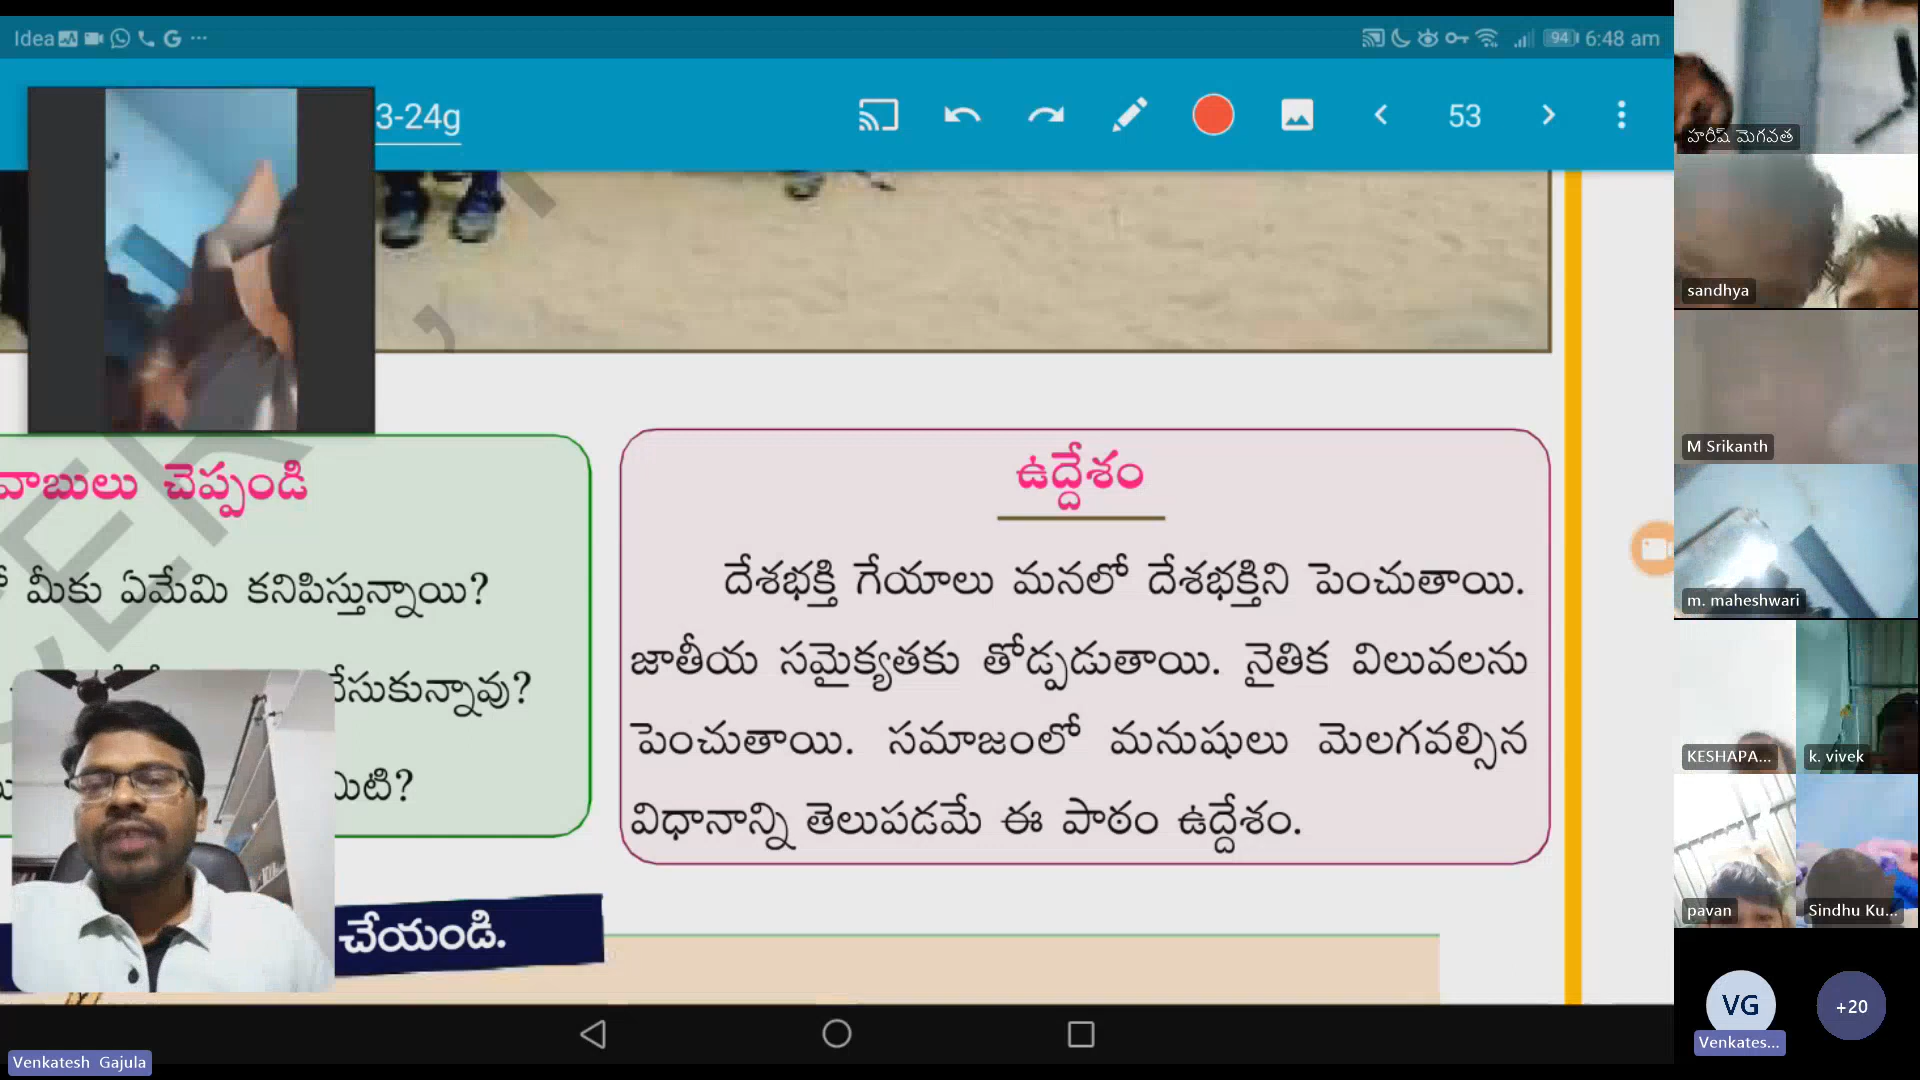 Idea
94 6:48 am
3-24g
53
వాబులు చెప్పండి
మీకు ఏమేమి కనిపిస్తున్నాయి?
చేసుకున్నావు?
మిటి?
ఉద్దేశం
దేశభక్తి గేయాలు మనలో దేశభక్తిని పెంచుతాయి.
జాతీయ సమైక్యతకు తోడ్పడుతాయి. నైతిక విలువలను
పెంచుతాయి. సమాజంలో మనుషులు మెలగవల్సిన
విధానాన్ని తెలుపడమే ఈ పాఠం ఉద్దేశం.
చేయండి.
Venkatesh Gajula
హరీష్ మెగవత
sandhya
M Srikanth
m. maheshwari
KESHAPA...
k. vivek
pavan
Sindhu Ku...
VG
+20
Venkates...